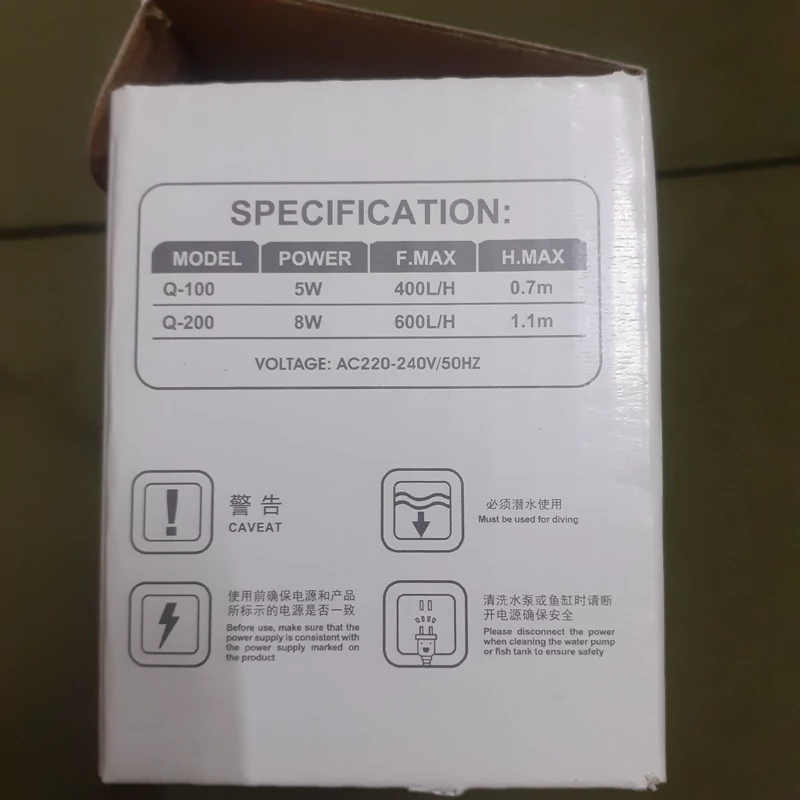 SPECIFICATION:
MODEL POWER F.MAX H.MAX
Q-100 5W 400L/H 0.7m
Q-200 8W 600L/H 1.1m
VOLTAGE: AC220-240V/50HZ
警告
CAVEAT
必须潜水使用
Must be used for diving
使用前确保电源和产品
所标示的电源是否一致
Before use, make sure that the
power supply is consistent with
the power supply marked on
the product
清洗水泵或鱼缸时请断
开电源确保安全
Please disconnect the power
when cleaning the water pump
or fish tank to ensure safety